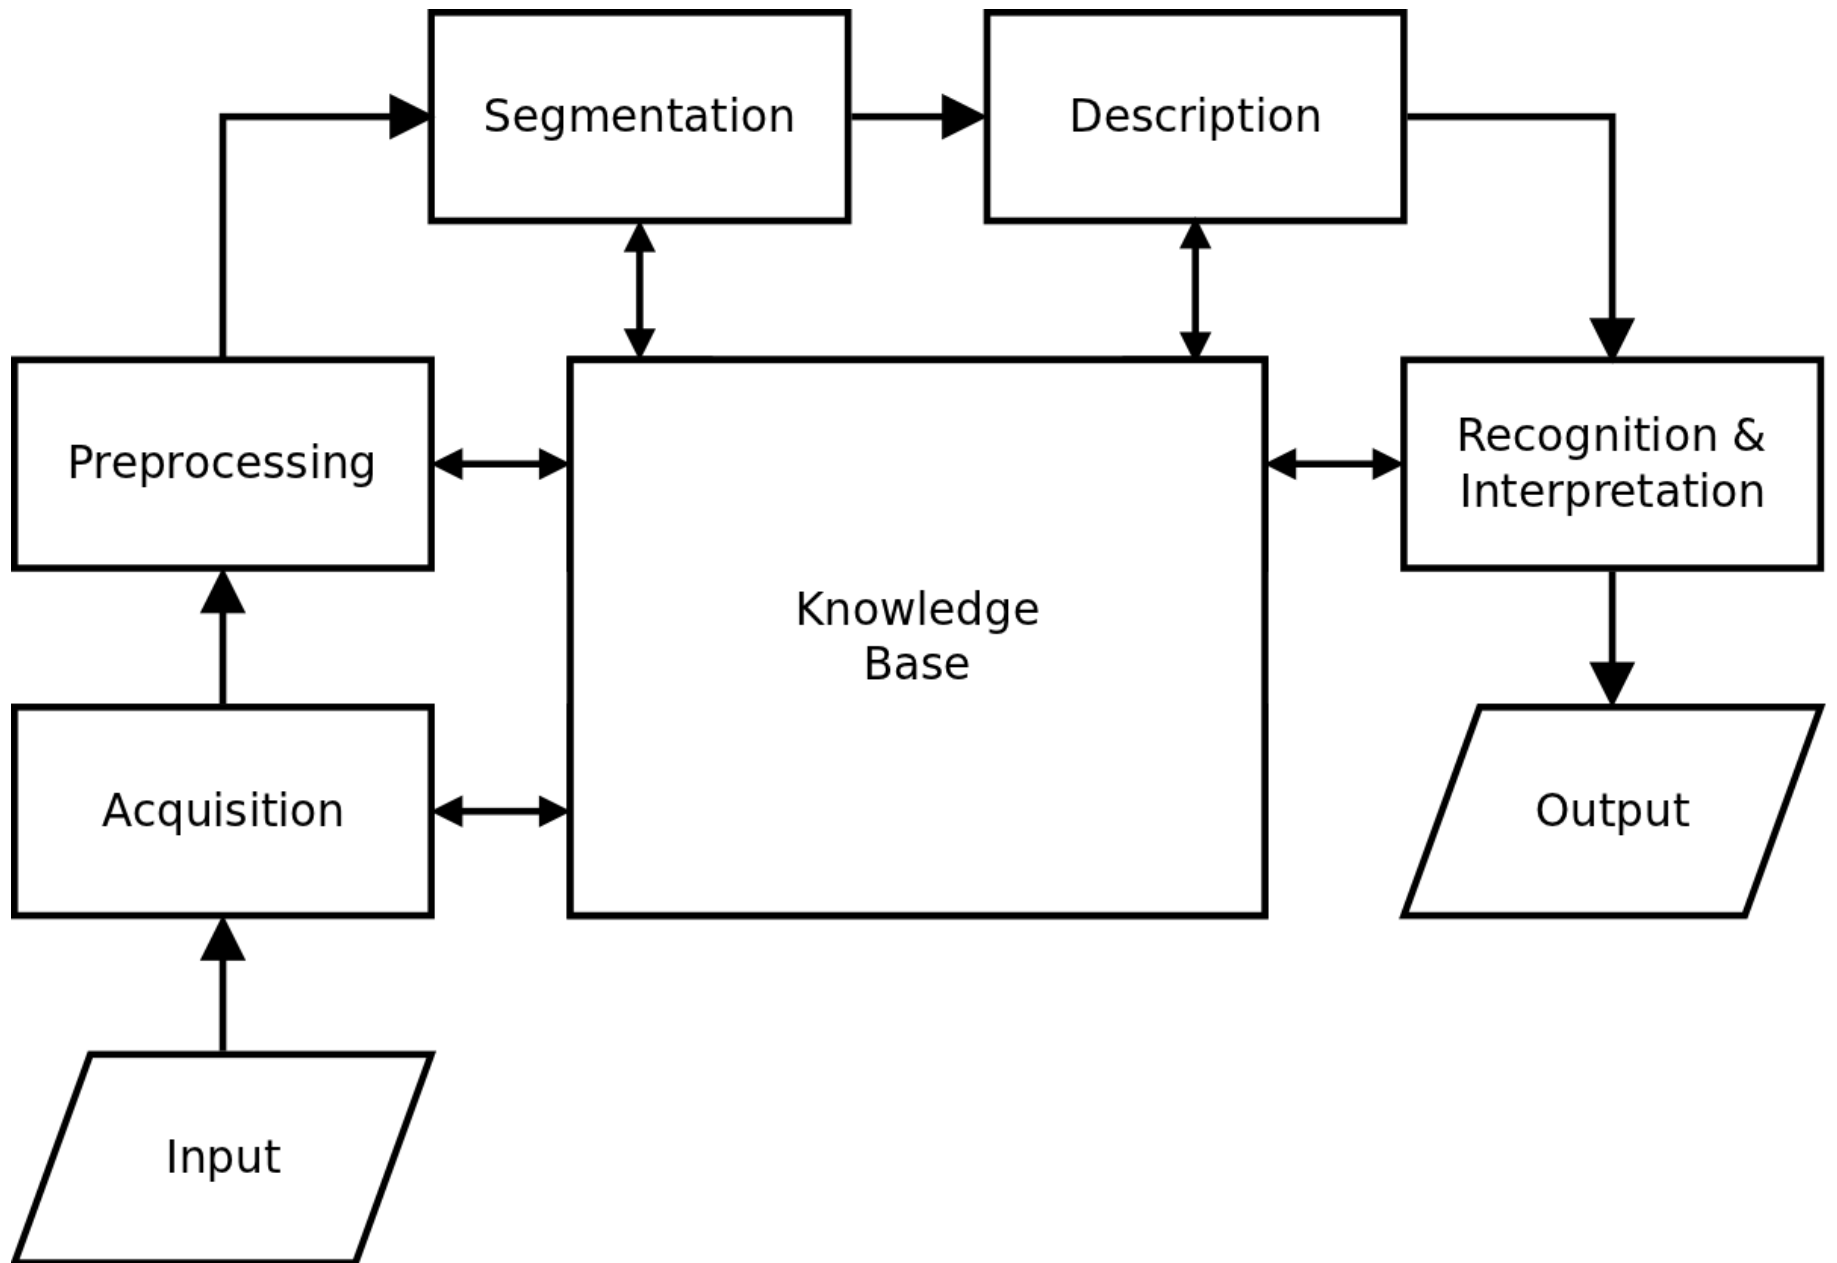 Segmentation
Description
Preprocessing
Recognition &
Interpretation
Knowledge
Base
Acquisition
Output
Input